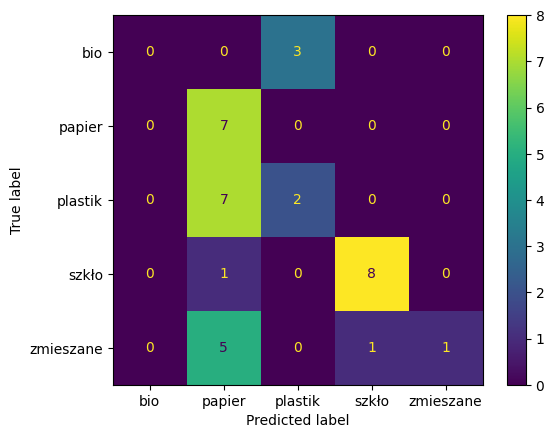 bio 0 0 3 0 0
papier 0 7 0 0 0
plastik 0 7 2 0 0
szkło 0 1 0 8 0
zmieszane 0 5 0 1 1
bio papier plastik szkło zmieszane
Predicted label
True label
8
7
6
5
4
3
2
1
0